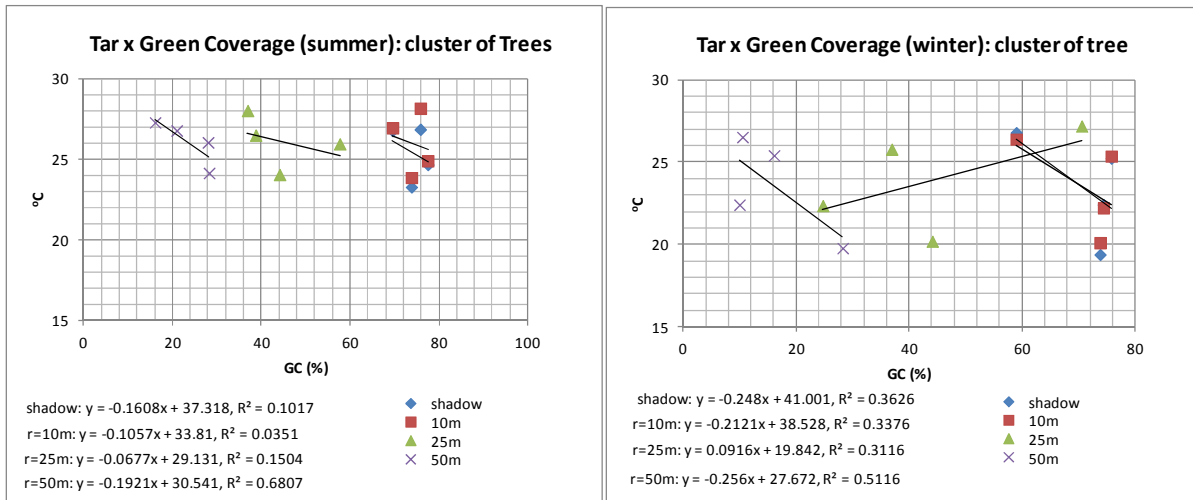 Tar x Green Coverage (summer): cluster of Trees
30
25
20
15
ºC
0 20 40 60 80 100
GC (%)
shadow: y = -0.1608x + 37.318, R² = 0.1017
r=10m: y = -0.1057x + 33.81, R² = 0.0351
r=25m: y = -0.0677x + 29.131, R² = 0.1504
r=50m: y = -0.1921x + 30.541, R² = 0.6807
shadow
10m
25m
50m
Tar x Green Coverage (winter): cluster of tree
30
25
20
15
ºC
0 20 40 60 80
GC (%)
shadow: y = -0.248x + 41.001, R² = 0.3626
r=10m: y = -0.2121x + 38.528, R² = 0.3376
r=25m: y = 0.0916x + 19.842, R² = 0.3116
r=50m: y = -0.256x + 27.672, R² = 0.5116
shadow
10m
25m
50m